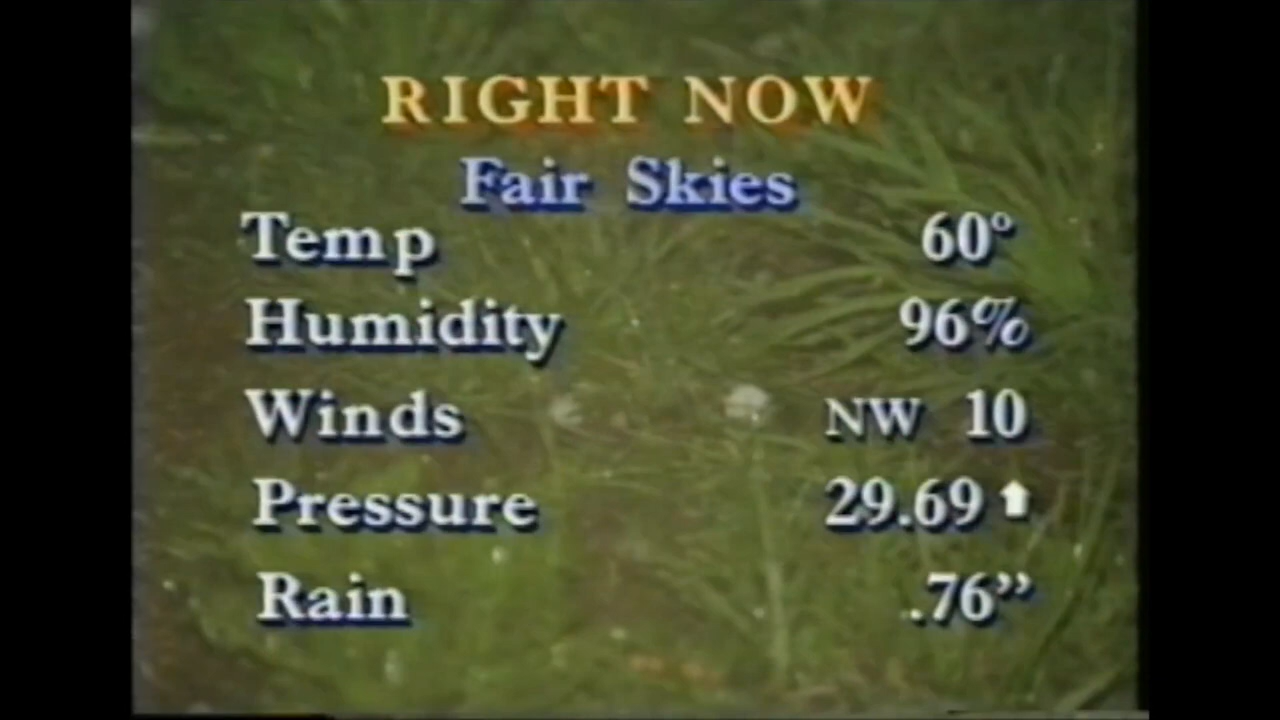 RIGHT NOW
Fair Skies
Temp 60°
Humidity 96%
Winds NW 10
Pressure 29.69 ⬆
Rain .76”